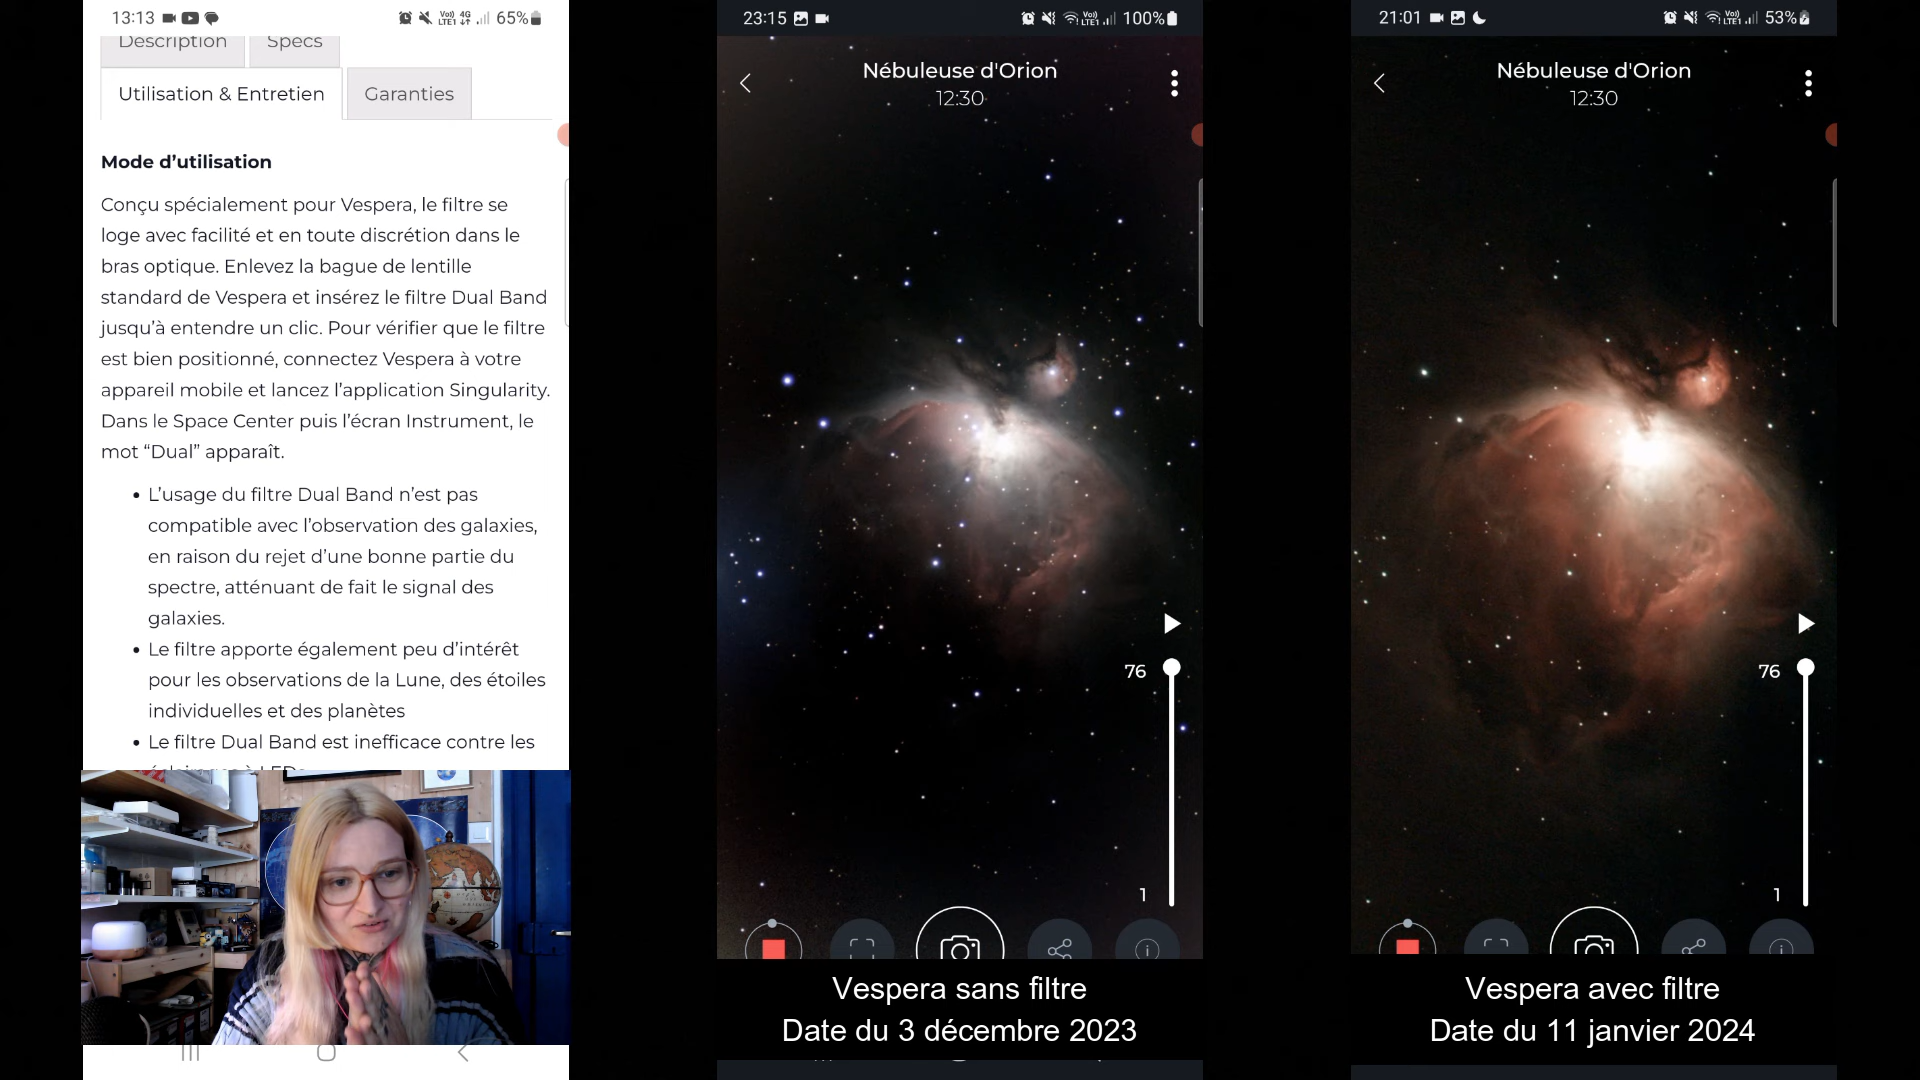 13:13
Vo)) 4G
LTE1
65%
Description
Specs
Utilisation & Entretien
Garanties
Mode d’utilisation
Conçu spécialement pour Vespera, le filtre se
loge avec facilité et en toute discrétion dans le
bras optique. Enlevez la bague de lentille
standard de Vespera et insérez le filtre Dual Band
jusqu’à entendre un clic. Pour vérifier que le filtre
est bien positionné, connectez Vespera à votre
appareil mobile et lancez l’application Singularity.
Dans le Space Center puis l’écran Instrument, le
mot “Dual” apparaît.
• L’usage du filtre Dual Band n’est pas
compatible avec l’observation des galaxies,
en raison du rejet d’une bonne partie du
spectre, atténuant de fait le signal des
galaxies.
• Le filtre apporte également peu d’intérêt
pour les observations de la Lune, des étoiles
individuelles et des planètes
• Le filtre Dual Band est inefficace contre les
23:15
Vo))
LTE1
100%
Nébuleuse d'Orion
12:30
76
1
Vespera sans filtre
Date du 3 décembre 2023
21:01
Vo))
LTE1
53%
Nébuleuse d'Orion
12:30
76
1
Vespera avec filtre
Date du 11 janvier 2024